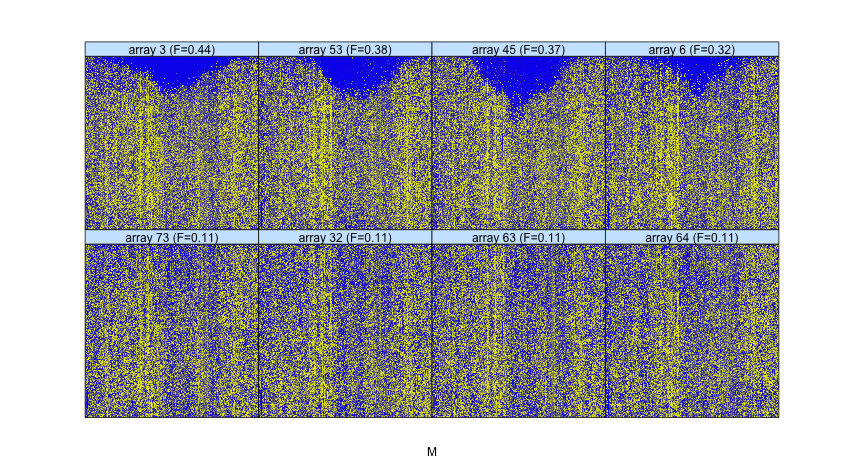 array 3 (F=0.44) array 53 (F=0.38) array 45 (F=0.37) array 6 (F=0.32)
array 73 (F=0.11) array 32 (F=0.11) array 63 (F=0.11) array 64 (F=0.11)
M